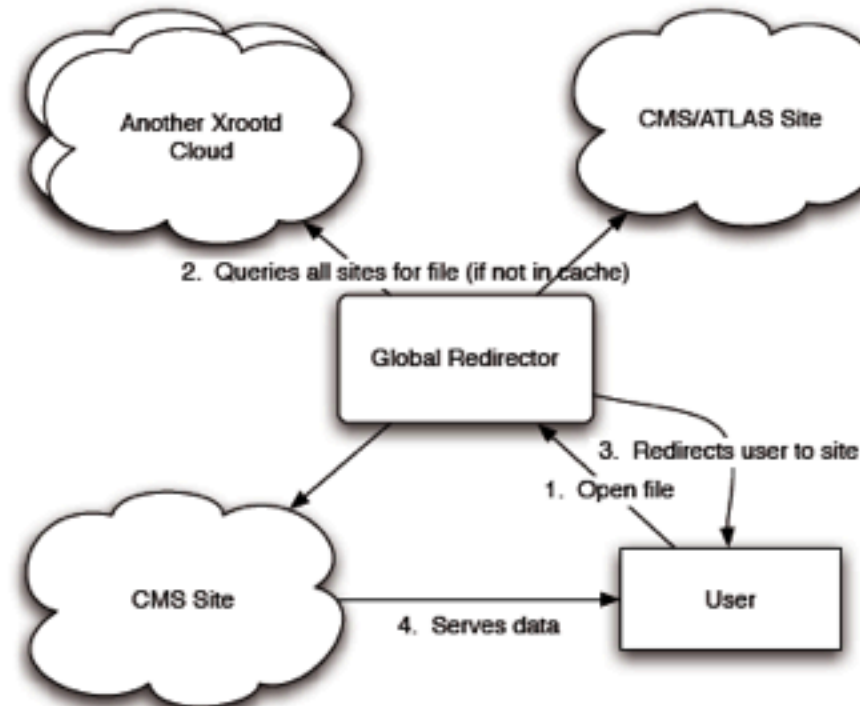 Another Xrootd
Cloud
CMS/ATLAS Site
2. Queries all sites for file (if not in cache)
Global Redirector
3. Redirects user to site
1. Open file
CMS Site
User
4. Serves data